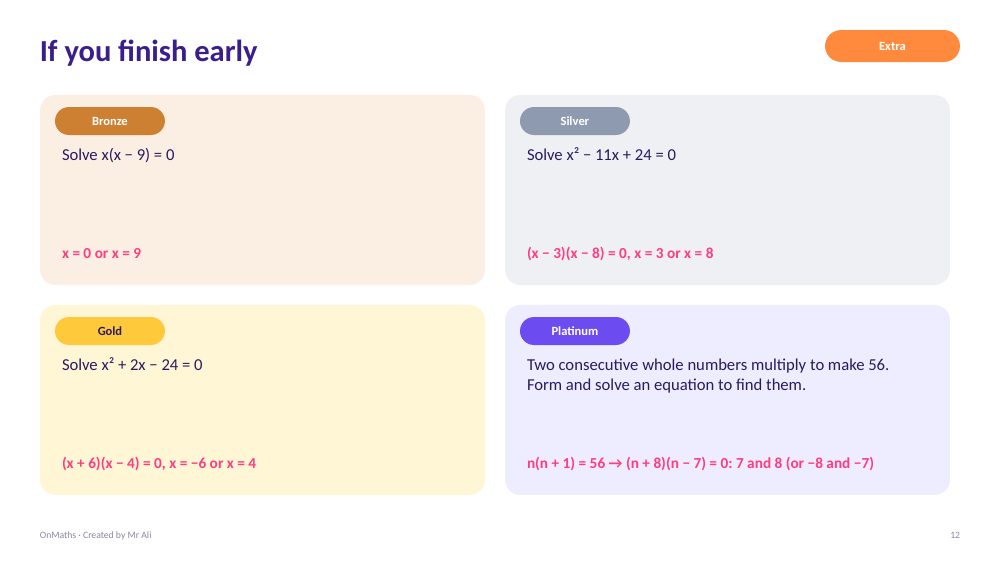 If you finish early
Extra
Bronze
Solve x(x − 9) = 0
x = 0 or x = 9
Silver
Solve x² − 11x + 24 = 0
(x − 3)(x − 8) = 0, x = 3 or x = 8
Gold
Solve x² + 2x − 24 = 0
(x + 6)(x − 4) = 0, x = −6 or x = 4
Platinum
Two consecutive whole numbers multiply to make 56.
Form and solve an equation to find them.
n(n + 1) = 56 → (n + 8)(n − 7) = 0: 7 and 8 (or −8 and −7)
OnMaths · Created by Mr Ali
12